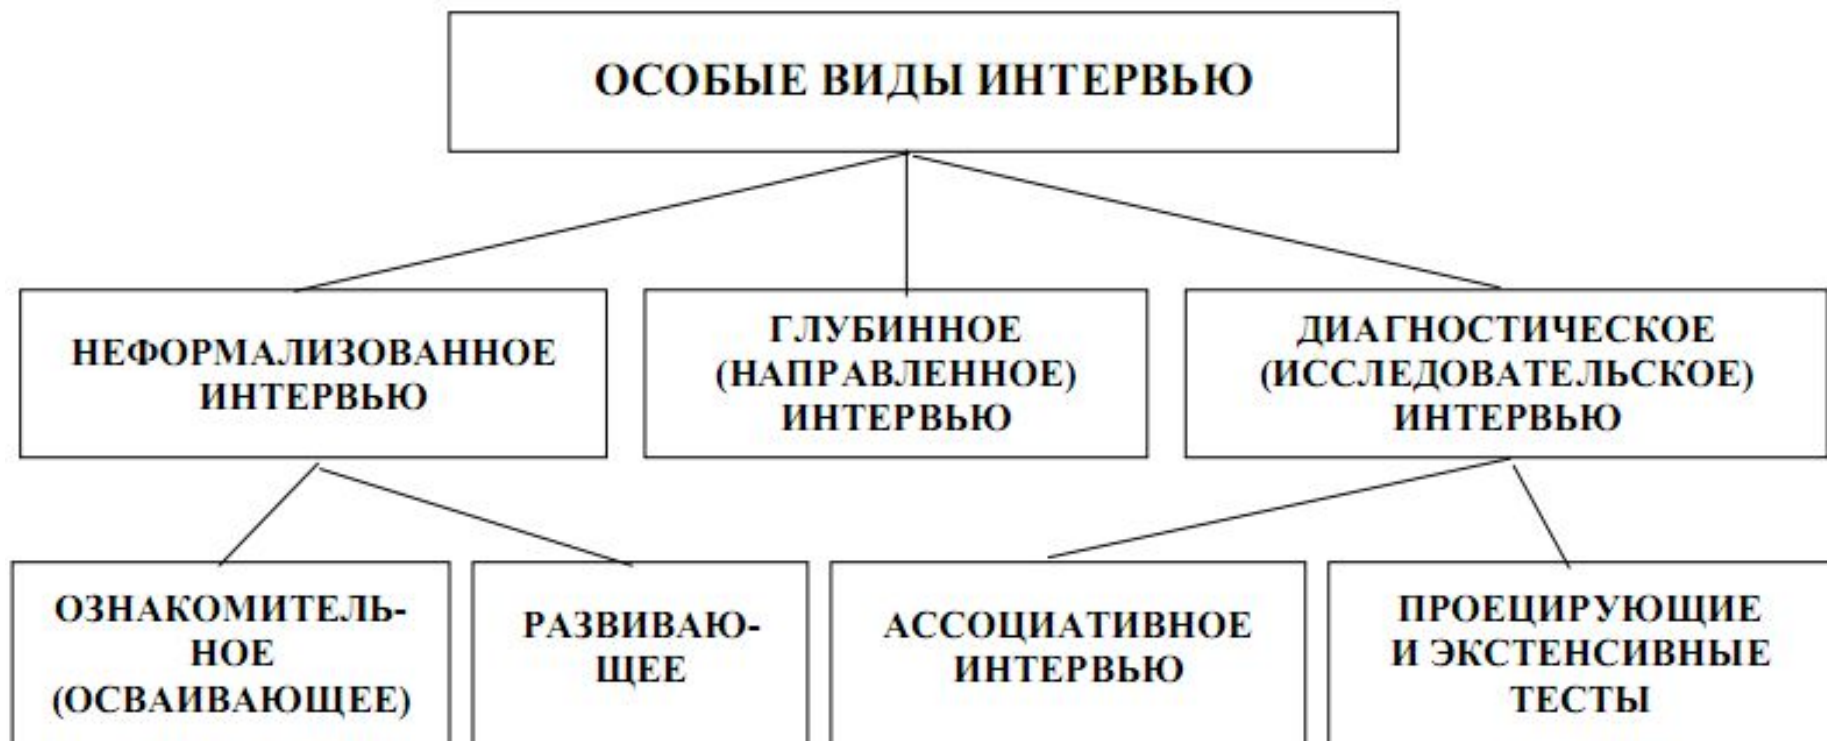 ОСОБЫЕ ВИДЫ ИНТЕРВЬЮ
НЕФОРМАЛИЗОВАННОЕ
ИНТЕРВЬЮ
ГЛУБИННОЕ
(НАПРАВЛЕННОЕ)
ИНТЕРВЬЮ
ДИАГНОСТИЧЕСКОЕ
(ИССЛЕДОВАТЕЛЬСКОЕ)
ИНТЕРВЬЮ
ОЗНАКОМИТЕЛЬ-
НОЕ
(ОСВАИВАЮЩЕЕ)
РАЗВИВАЮ-
ЩЕЕ
АССОЦИАТИВНОЕ
ИНТЕРВЬЮ
ПРОЕЦИРУЮЩИЕ
И ЭКСТЕНСИВНЫЕ
ТЕСТЫ